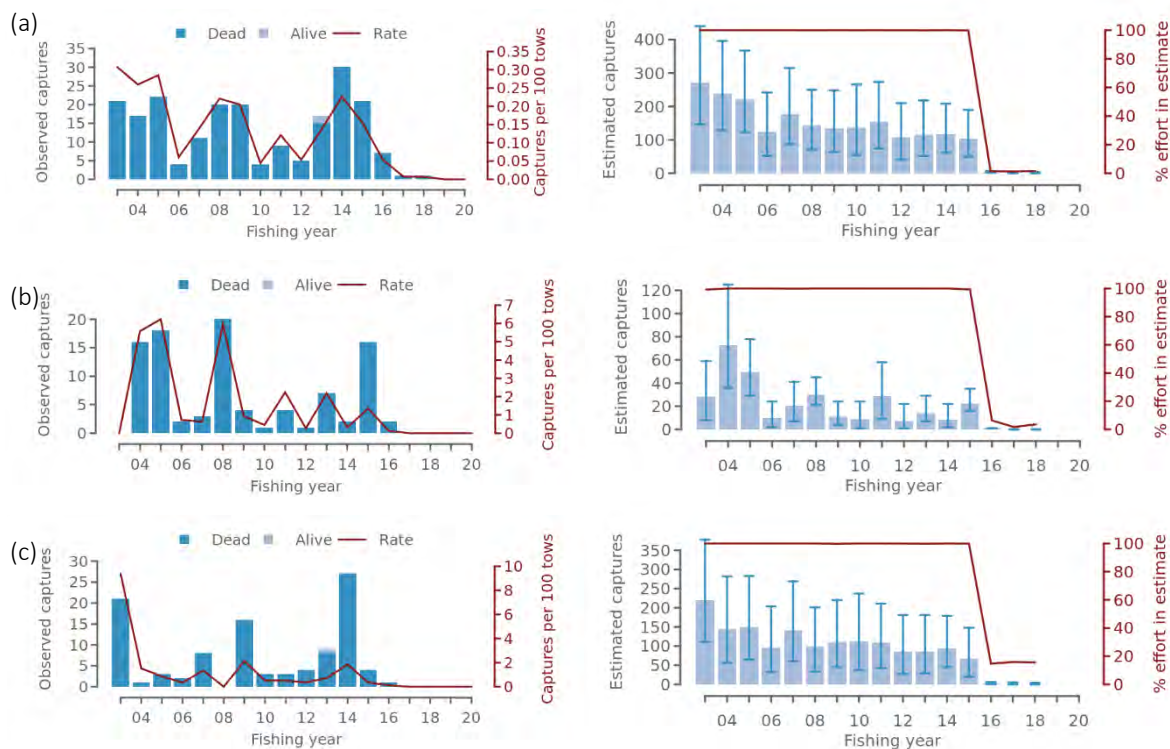 (a)
Dead Alive Rate
Observed captures
35
30
25
20
15
10
5
0
0.35
0.30
0.25
0.20
0.15
0.10
0.05
0.00
Captures per 100 tows
04 06 08 10 12 14 16 18 20
Fishing year
Estimated captures
400
300
200
100
0
100
80
60
40
20
0
% effort in estimate
04 06 08 10 12 14 16 18 20
Fishing year
(b)
Dead Alive Rate
Observed captures
20
15
10
5
0
7
6
5
4
3
2
1
0
Captures per 100 tows
04 06 08 10 12 14 16 18 20
Fishing year
Estimated captures
120
100
80
60
40
20
0
100
80
60
40
20
0
% effort in estimate
04 06 08 10 12 14 16 18 20
Fishing year
(c)
Dead Alive Rate
Observed captures
30
25
20
15
10
5
0
10
8
6
4
2
0
Captures per 100 tows
04 06 08 10 12 14 16 18 20
Fishing year
Estimated captures
350
300
250
200
150
100
50
0
100
80
60
40
20
0
% effort in estimate
04 06 08 10 12 14 16 18 20
Fishing year